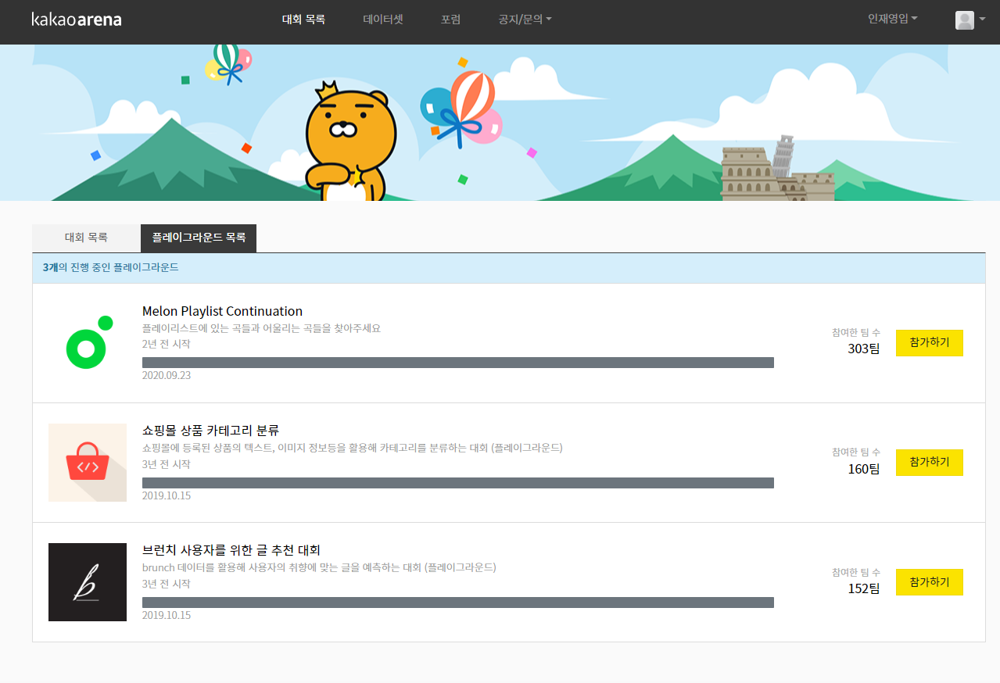 kakaoarena
대회 목록
데이터셋
포럼
공지/문의
인재영입
대회 목록
플레이그라운드 목록
3개의 진행 중인 플레이그라운드
Melon Playlist Continuation
플레이리스트에 있는 곡들과 어울리는 곡들을 찾아주세요
2년 전 시작
2020.09.23
참여한 팀 수
303팀
참가하기
쇼핑몰 상품 카테고리 분류
쇼핑몰에 등록된 상품의 텍스트, 이미지 정보등을 활용해 카테고리를 분류하는 대회 (플레이그라운드)
3년 전 시작
2019.10.15
참여한 팀 수
160팀
참가하기
</>
브런치 사용자를 위한 글 추천 대회
brunch 데이터를 활용해 사용자의 취향에 맞는 글을 예측하는 대회 (플레이그라운드)
3년 전 시작
2019.10.15
참여한 팀 수
152팀
참가하기
b